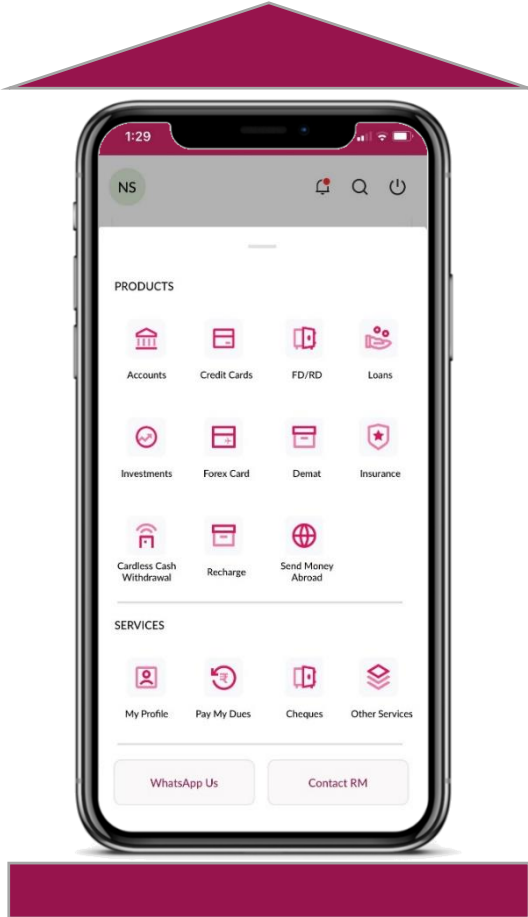 1:29
NS
PRODUCTS
Accounts
Credit Cards
FD/RD
Loans
Investments
Forex Card
Demat
Insurance
Cardless Cash
Withdrawal
Recharge
Send Money
Abroad
SERVICES
My Profile
Pay My Dues
Cheques
Other Services
WhatsApp Us
Contact RM